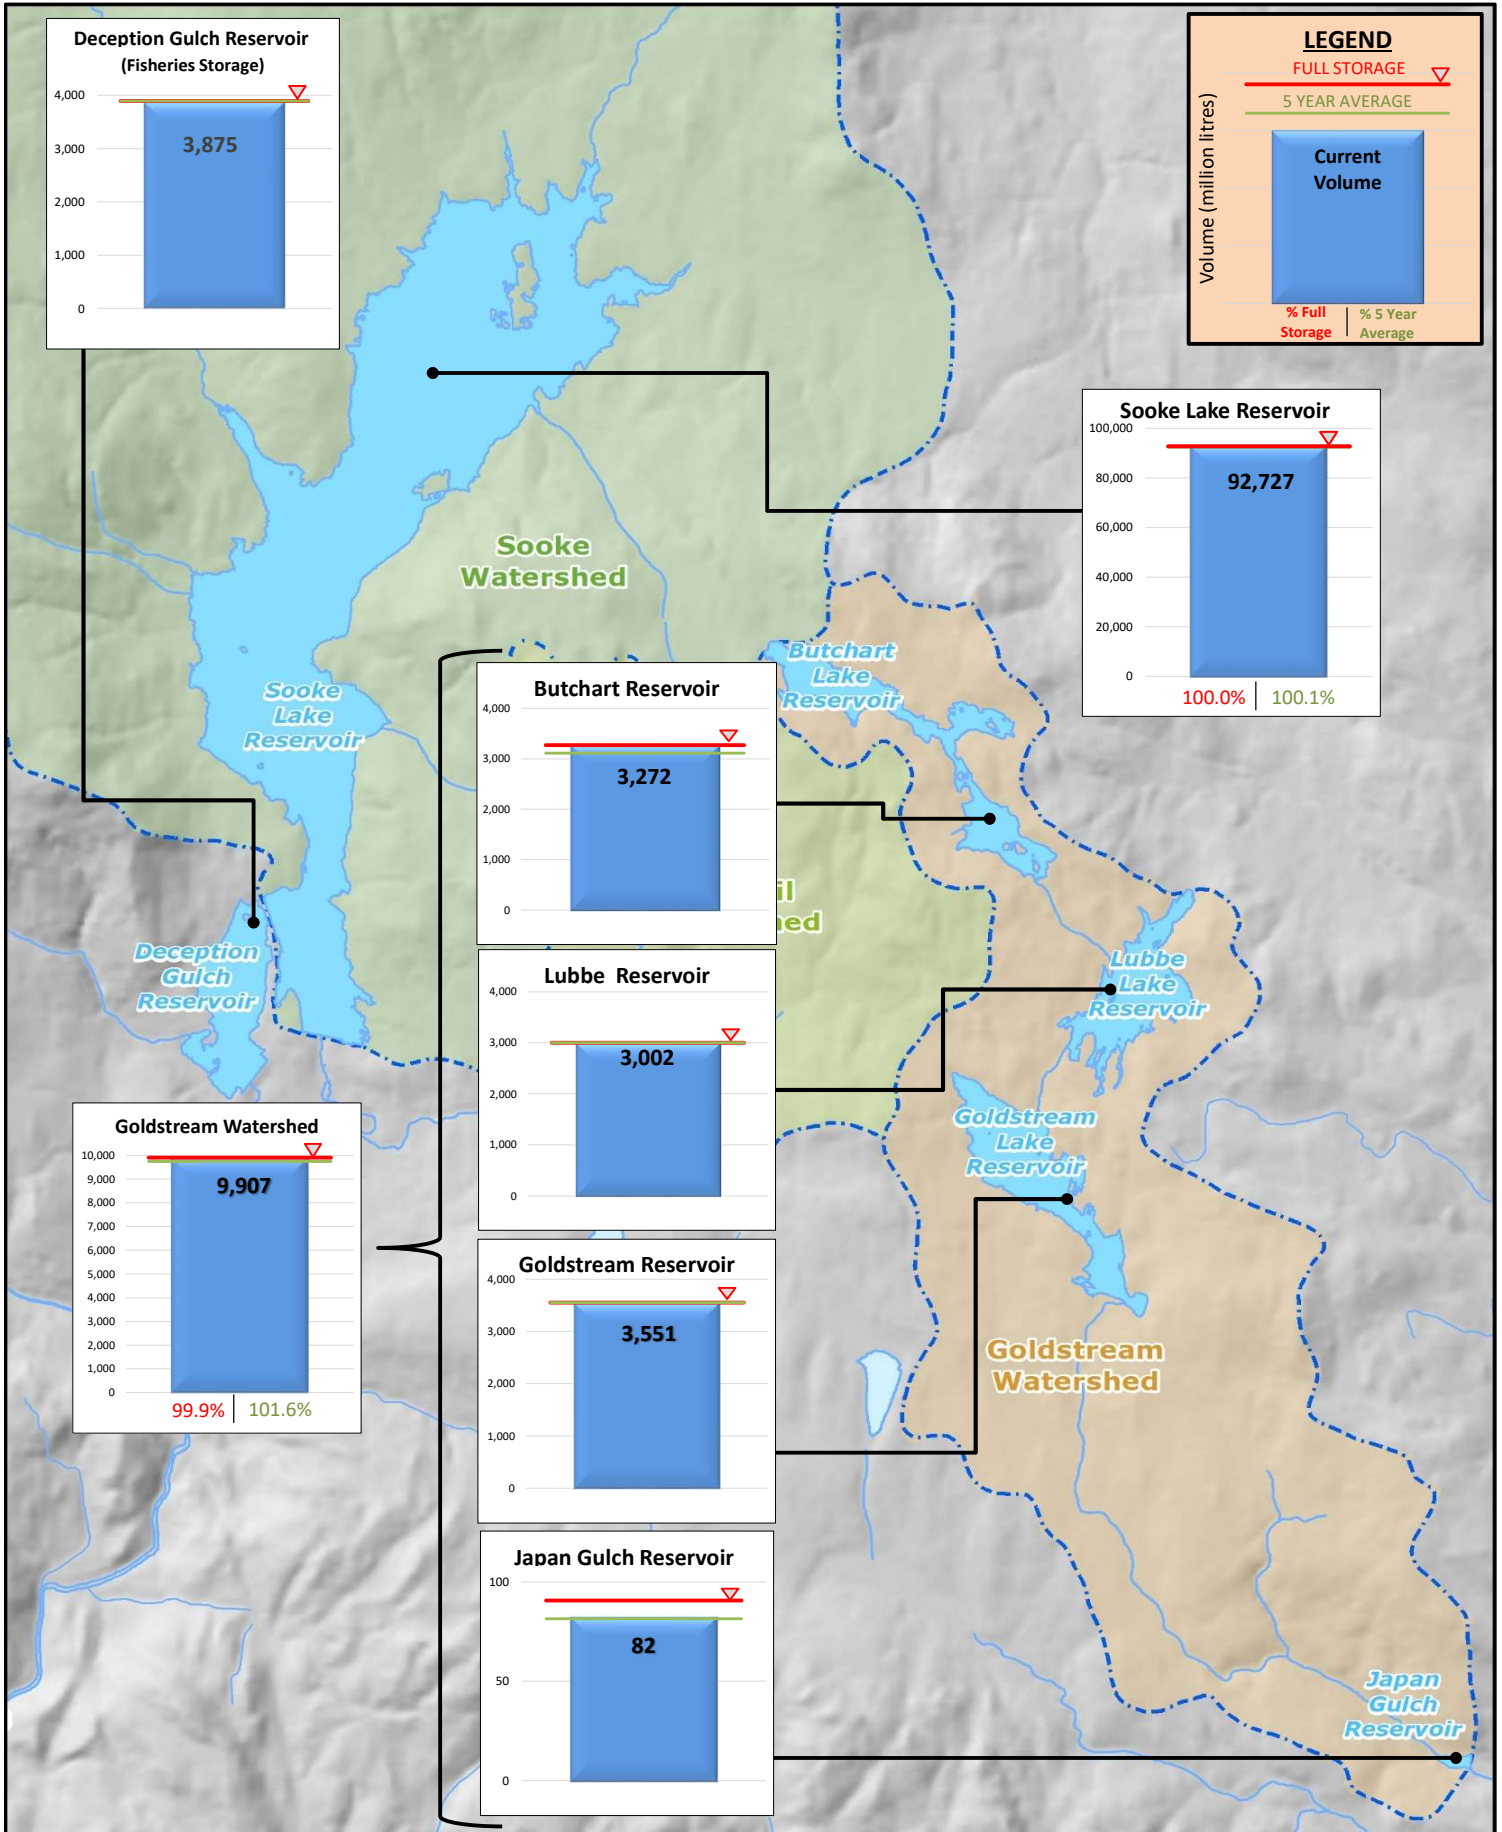 Deception Gulch Reservoir
(Fisheries Storage)
4,000
3,000
2,000
1,000
0
3,875
LEGEND
FULL STORAGE
5 YEAR AVERAGE
Current
Volume
Volume (million litres)
% Full
Storage
% 5 Year
Average
Sooke Lake Reservoir
100,000
80,000
60,000
40,000
20,000
0
92,727
100.0%
100.1%
Sooke
Watershed
Sooke
Lake
Reservoir
Butchart
Lake
Reservoir
Butchart Reservoir
4,000
3,000
2,000
1,000
0
3,272
il
ed
Deception
Gulch
Reservoir
Lubbe
Lake
Reservoir
Lubbe Reservoir
4,000
3,000
2,000
1,000
0
3,002
Goldstream
Lake
Reservoir
Goldstream Watershed
10,000
9,000
8,000
7,000
6,000
5,000
4,000
3,000
2,000
1,000
0
9,907
99.9%
101.6%
Goldstream Reservoir
4,000
3,000
2,000
1,000
0
3,551
Goldstream
Watershed
Japan Gulch Reservoir
100
50
0
82
Japan
Gulch
Reservoir